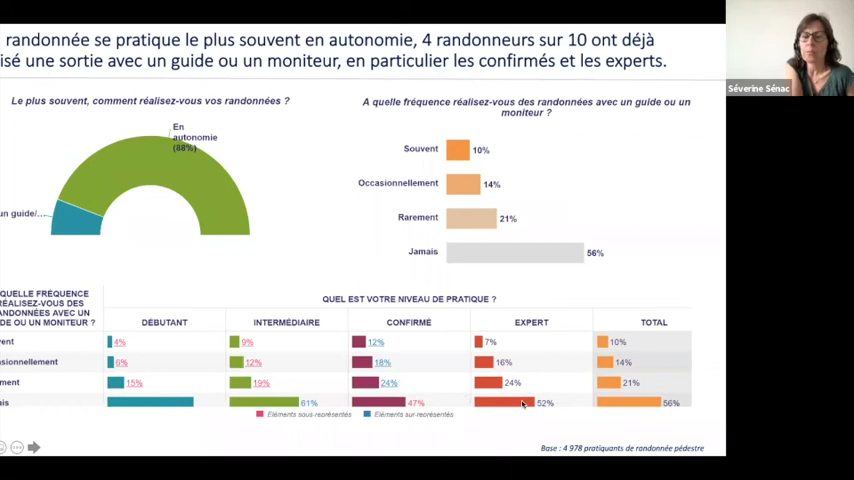 randonnée se pratique le plus souvent en autonomie, 4 randonneurs sur 10 ont déjà
isé une sortie avec un guide ou un moniteur, en particulier les confirmés et les experts.
Séverine Sénac
Le plus souvent, comment réalisez-vous vos randonnées ?
En
autonomie
(88%)
un guide/...
A quelle fréquence réalisez-vous des randonnées avec un guide ou un
moniteur ?
Souvent 10%
Occasionnellement 14%
Rarement 21%
Jamais 56%
QUELLE FRÉQUENCE
RÉALISEZ-VOUS DES
ANDONNÉES AVEC UN
DE OU UN MONITEUR ?
QUEL EST VOTRE NIVEAU DE PRATIQUE ?
DÉBUTANT INTERMÉDIAIRE CONFIRMÉ EXPERT TOTAL
vent 4% 9% 12% 7% 10%
asionnellement 6% 12% 18% 16% 14%
ment 15% 19% 24% 24% 21%
ais 61% 47% 52% 56%
Eléments sous-représentés Eléments sur-représentés
Base : 4 978 pratiquants de randonnée pédestre